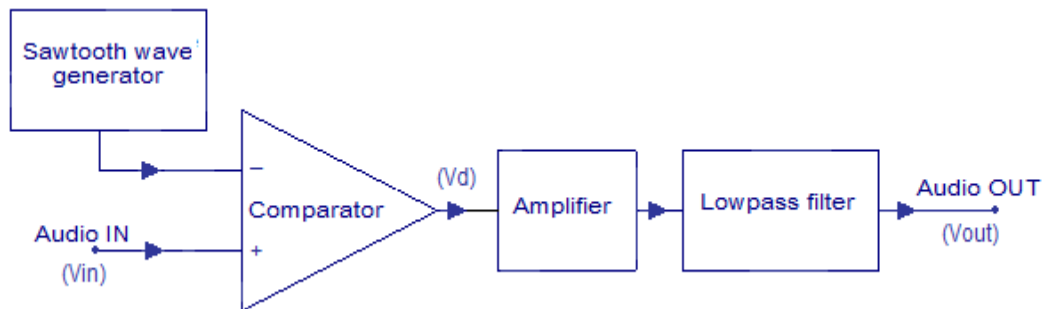 Sawtooth wave
generator
−
Comparator
+
Audio IN
(Vin)
(Vd)
Amplifier
Lowpass filter
Audio OUT
(Vout)